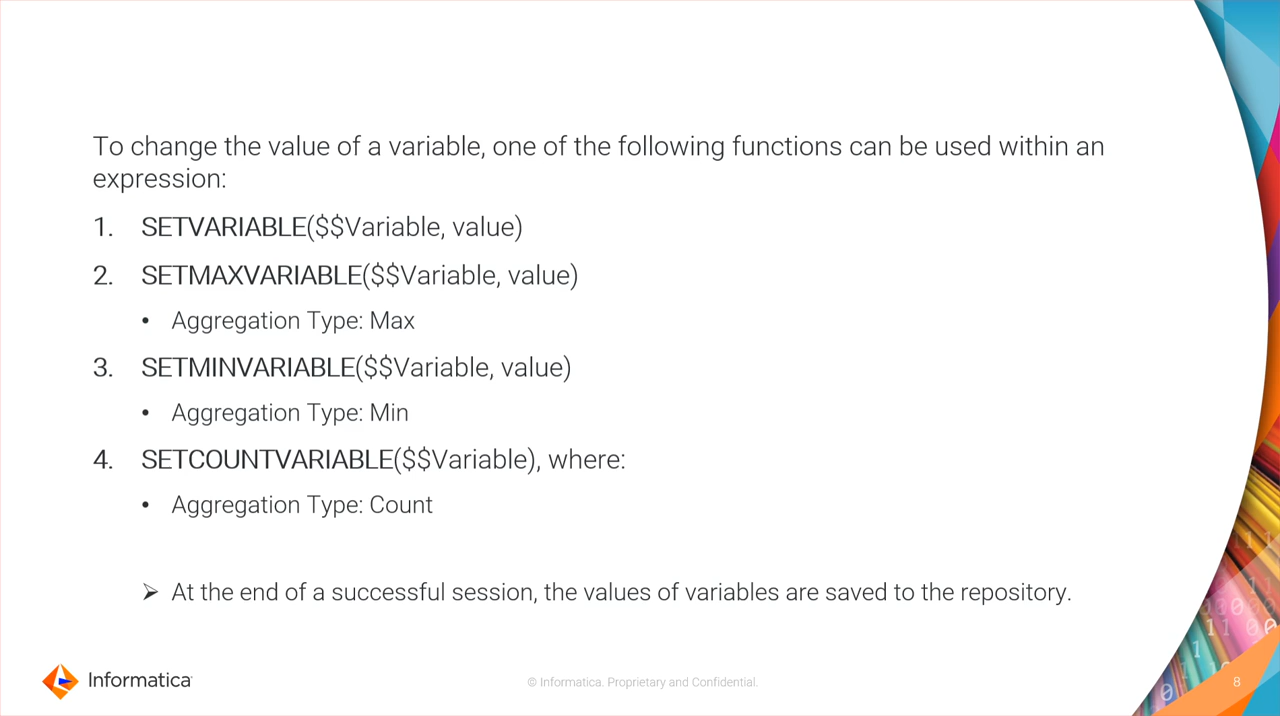 To change the value of a variable, one of the following functions can be used within an
expression:
1. SETVARIABLE($$Variable, value)
2. SETMAXVARIABLE($$Variable, value)
• Aggregation Type: Max
3. SETMINVARIABLE($$Variable, value)
• Aggregation Type: Min
4. SETCOUNTVARIABLE($$Variable), where:
• Aggregation Type: Count
➢ At the end of a successful session, the values of variables are saved to the repository.
Informatica
© Informatica. Proprietary and Confidential.
8